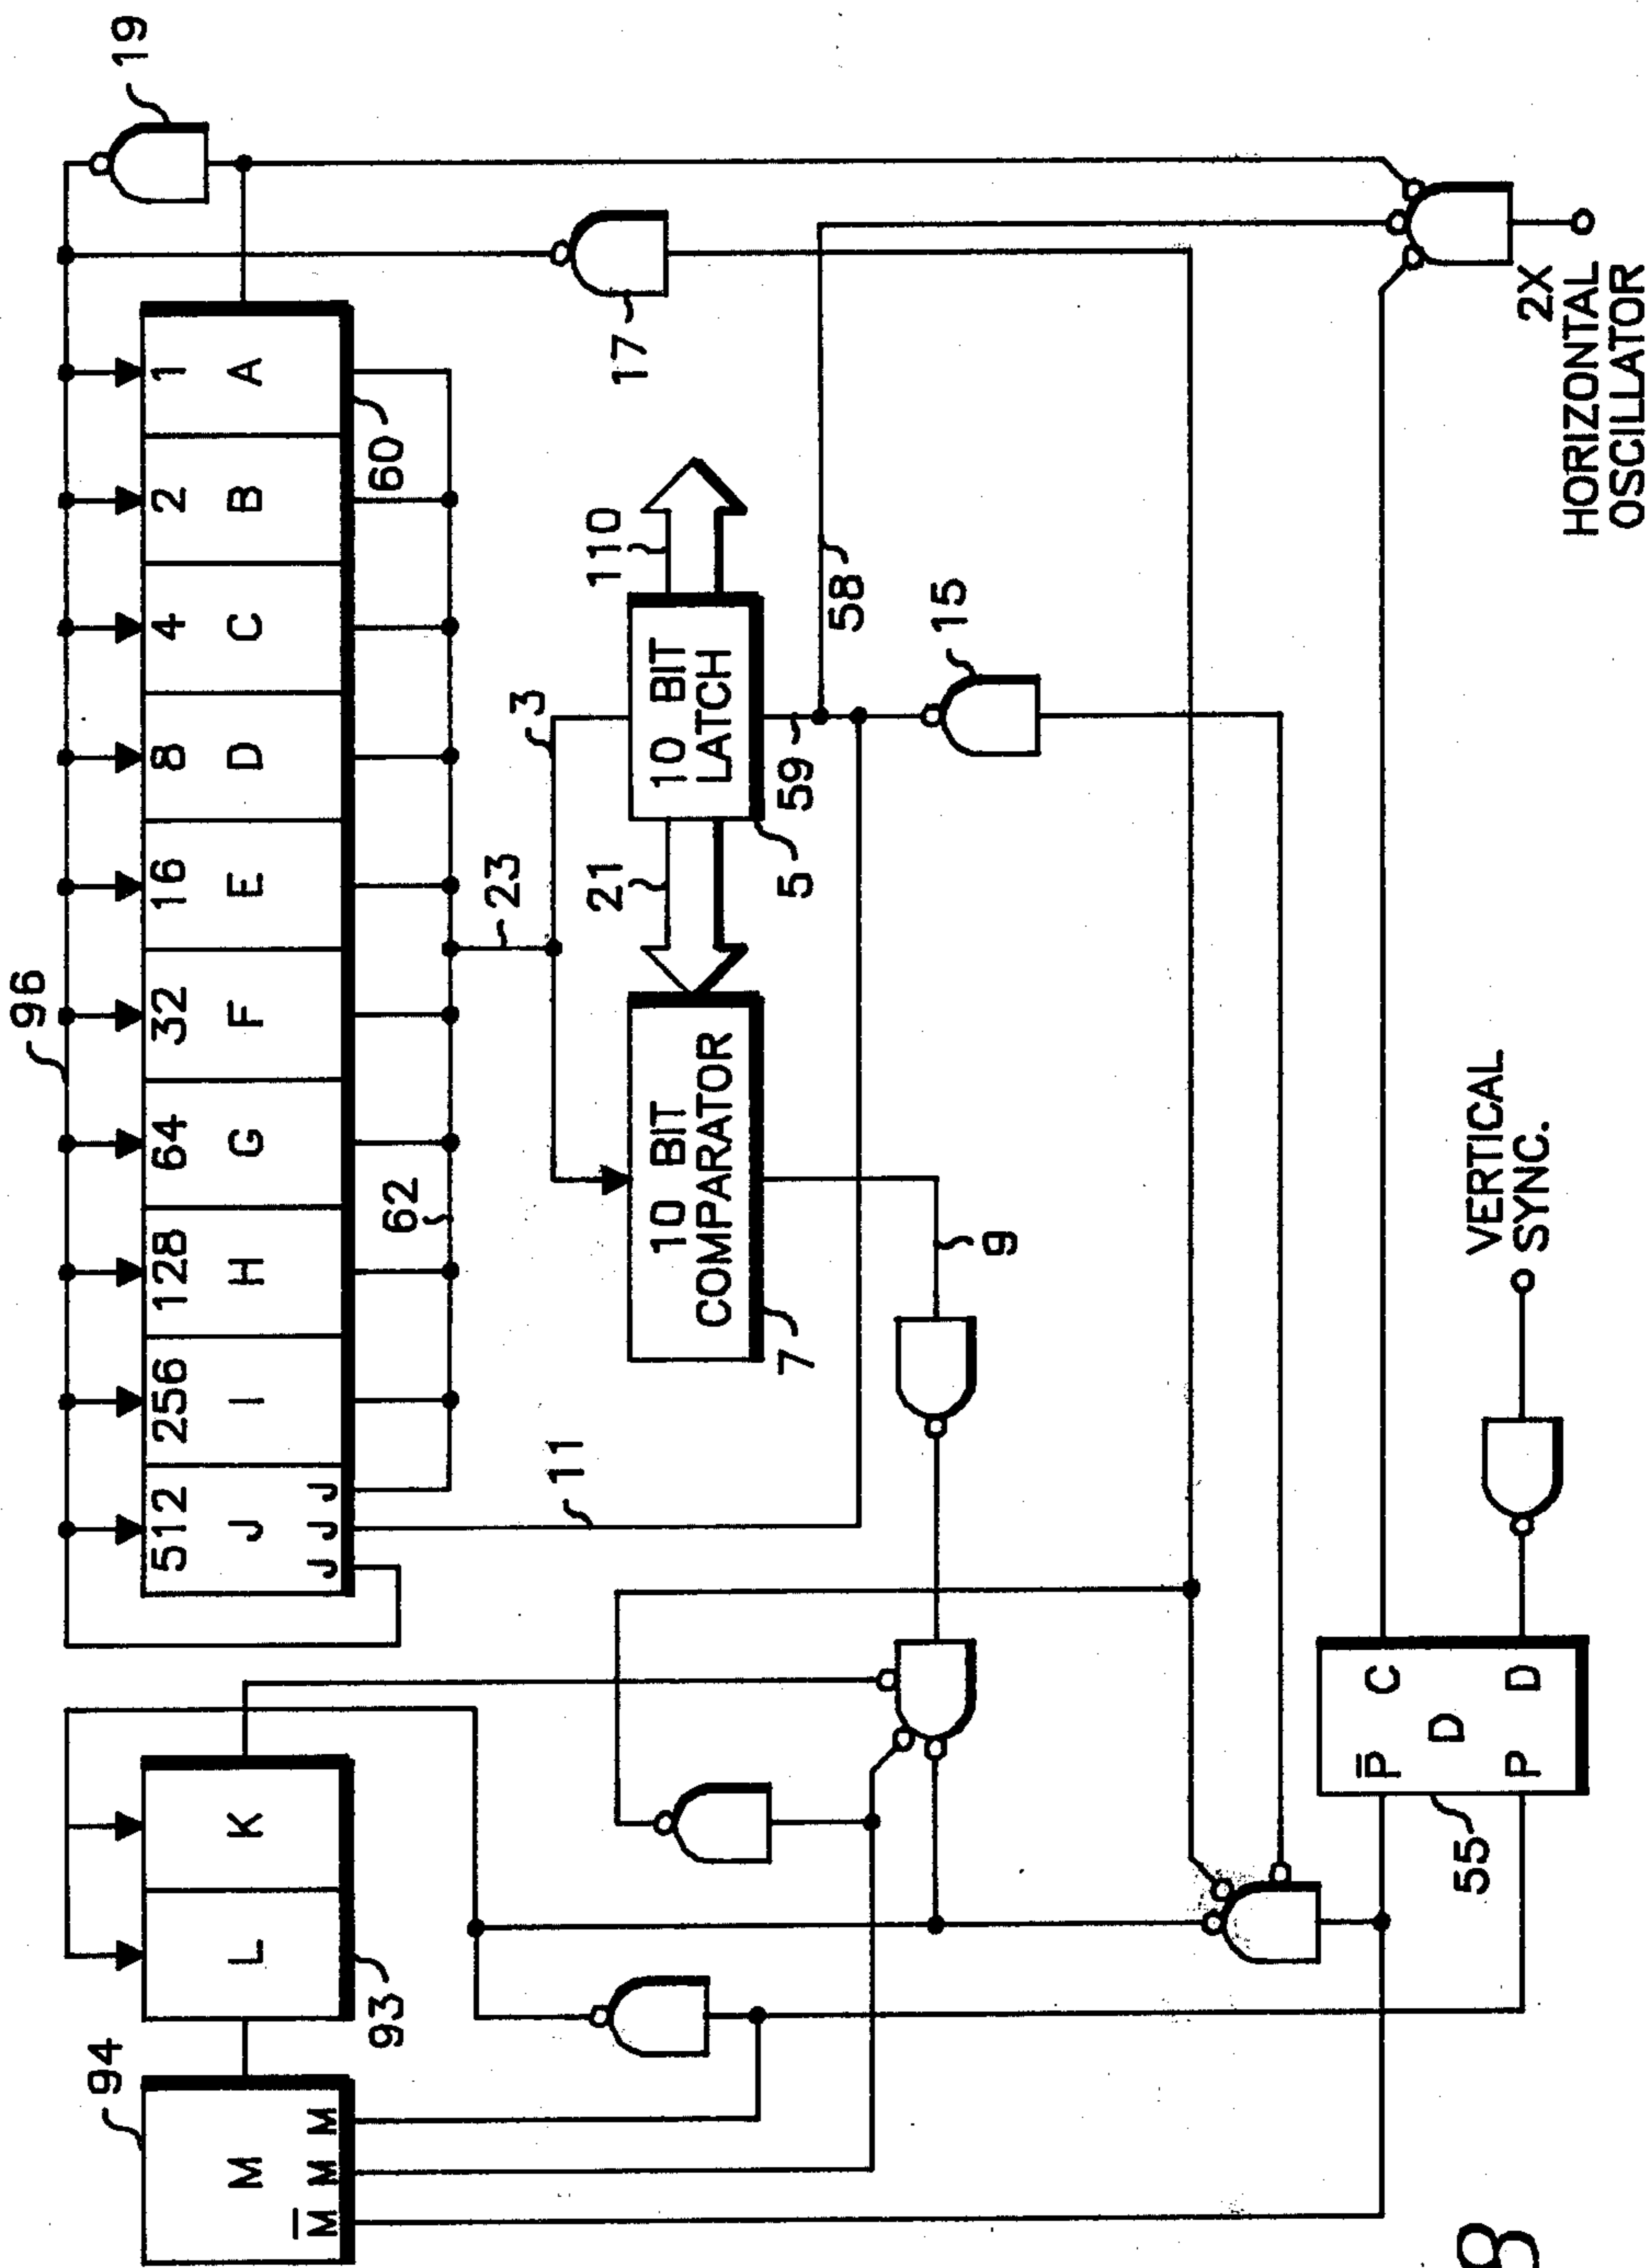 96
19
512
256
128
64
32
16
8
4
2
1
J
I
H
G
F
E
D
C
B
A
J J J
60
62
94
93
M
L
K
M̅ M M
11
23
3
17
10 BIT
COMPARATOR
7
21
10 BIT
LATCH
5
110
59
58
9
15
P̅
C
D
P
D
55
VERTICAL
SYNC.
2X
HORIZONTAL
OSCILLATOR
8